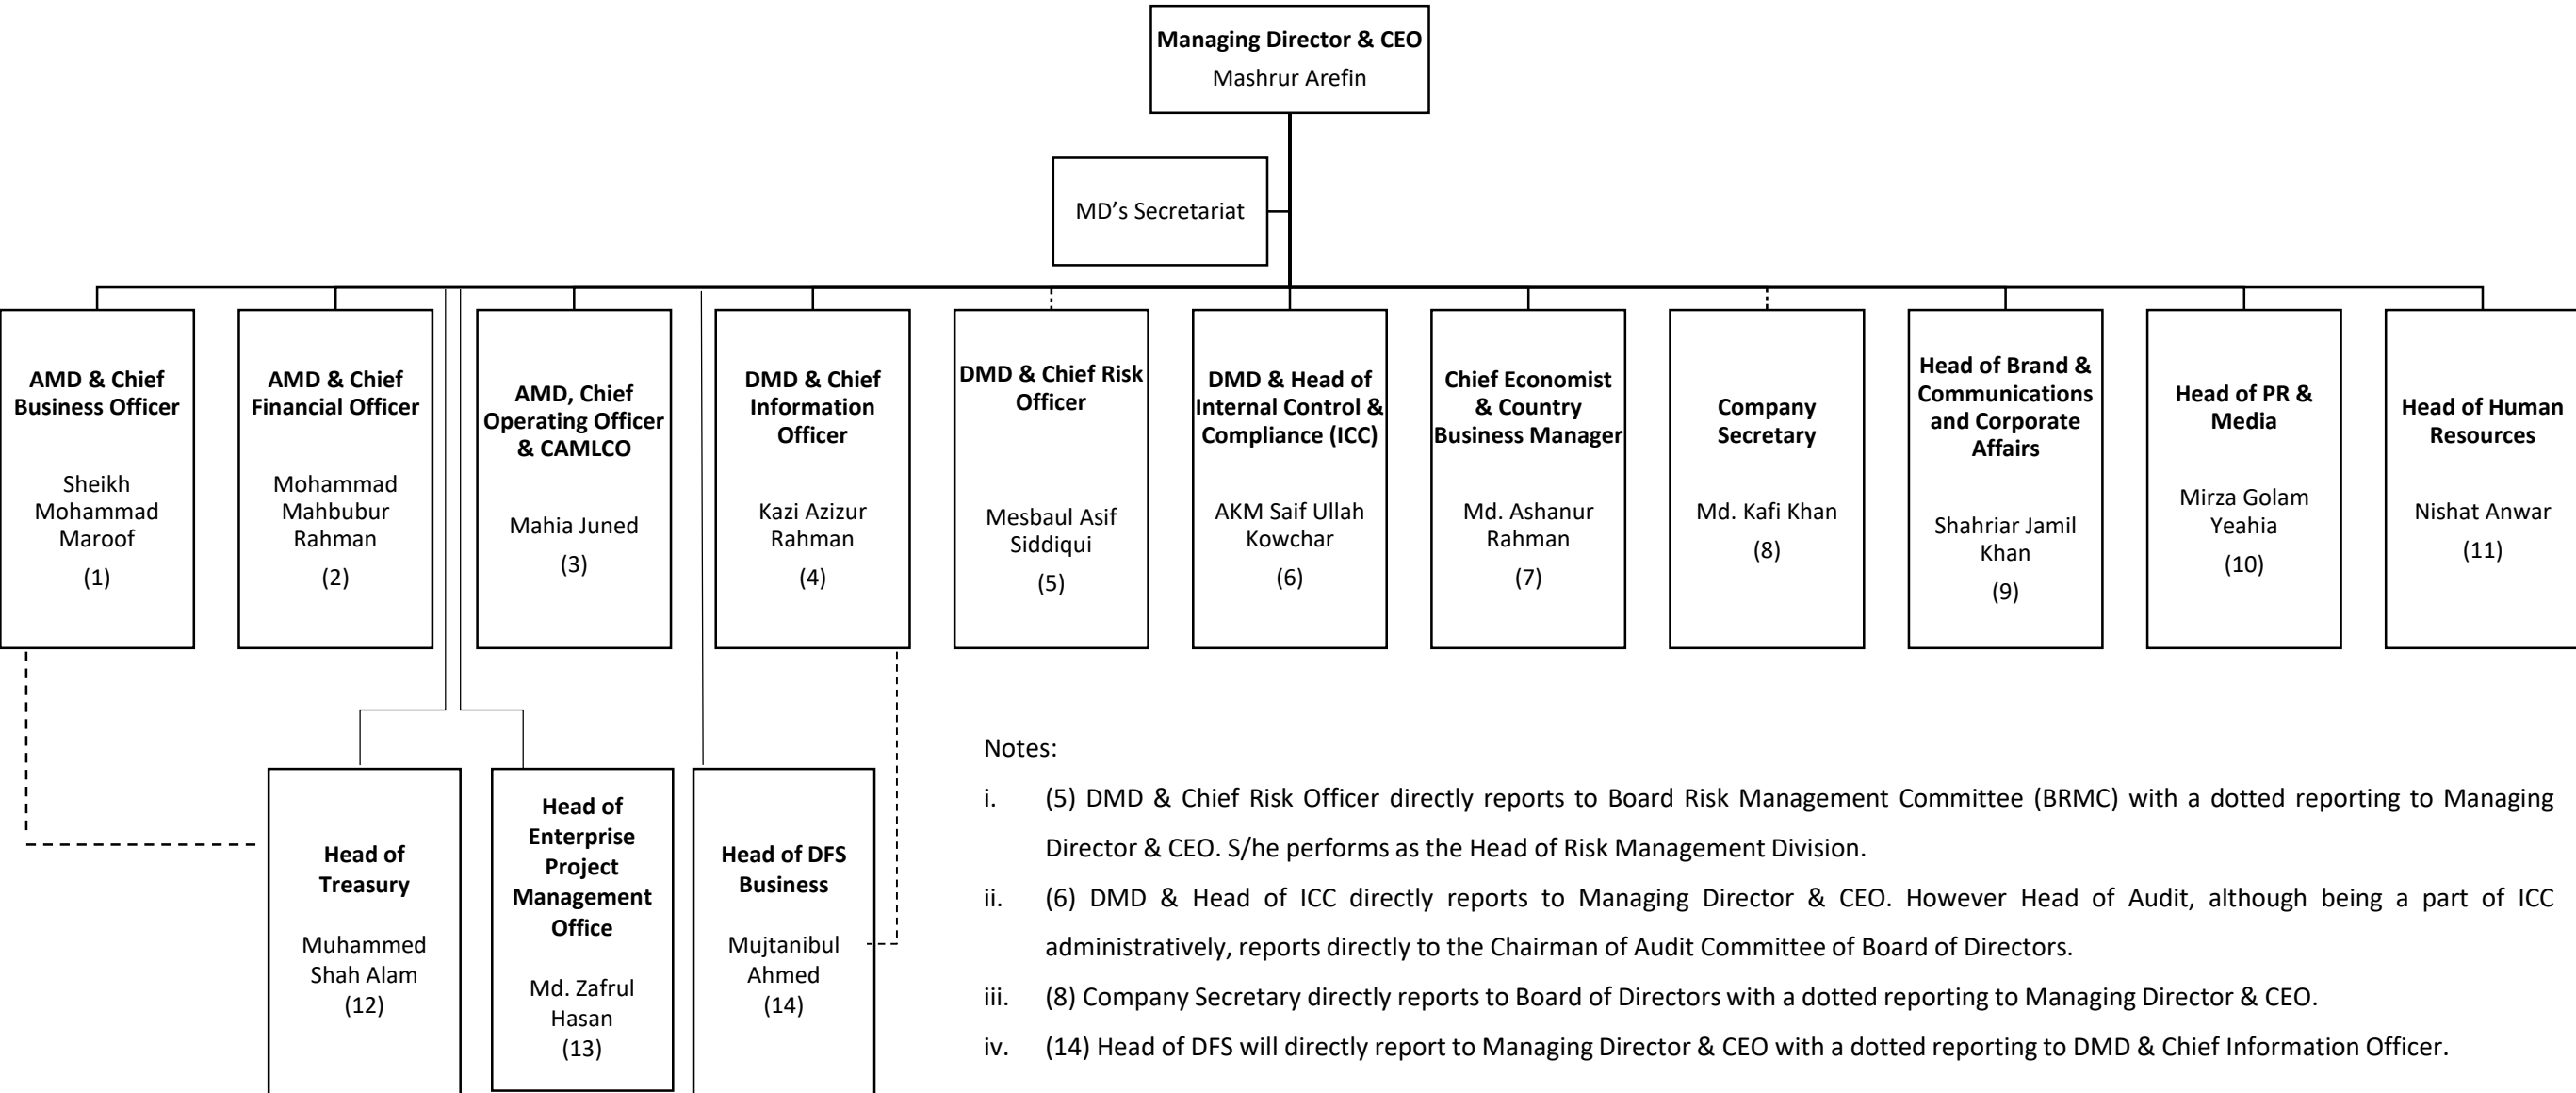 Managing Director & CEO
Mashrur Arefin
MD’s Secretariat
AMD & Chief
Business Officer
Sheikh
Mohammad
Maroof
(1)
AMD & Chief
Financial Officer
Mohammad
Mahbubur
Rahman
(2)
AMD, Chief
Operating Officer
& CAMLCO
Mahia Juned
(3)
DMD & Chief
Information
Officer
Kazi Azizur
Rahman
(4)
DMD & Chief Risk
Officer
Mesbaul Asif
Siddiqui
(5)
DMD & Head of
Internal Control &
Compliance (ICC)
AKM Saif Ullah
Kowchar
(6)
Chief Economist
& Country
Business Manager
Md. Ashanur
Rahman
(7)
Company
Secretary
Md. Kafi Khan
(8)
Head of Brand &
Communications
and Corporate
Affairs
Shahriar Jamil
Khan
(9)
Head of PR &
Media
Mirza Golam
Yeahia
(10)
Head of Human
Resources
Nishat Anwar
(11)
Head of
Treasury
Muhammed
Shah Alam
(12)
Head of
Enterprise
Project
Management
Office
Md. Zafrul
Hasan
(13)
Head of DFS
Business
Mujtanibul
Ahmed
(14)
Notes:
i. (5) DMD & Chief Risk Officer directly reports to Board Risk Management Committee (BRMC) with a dotted reporting to Managing
Director & CEO. S/he performs as the Head of Risk Management Division.
ii. (6) DMD & Head of ICC directly reports to Managing Director & CEO. However Head of Audit, although being a part of ICC
administratively, reports directly to the Chairman of Audit Committee of Board of Directors.
iii. (8) Company Secretary directly reports to Board of Directors with a dotted reporting to Managing Director & CEO.
iv. (14) Head of DFS will directly report to Managing Director & CEO with a dotted reporting to DMD & Chief Information Officer.